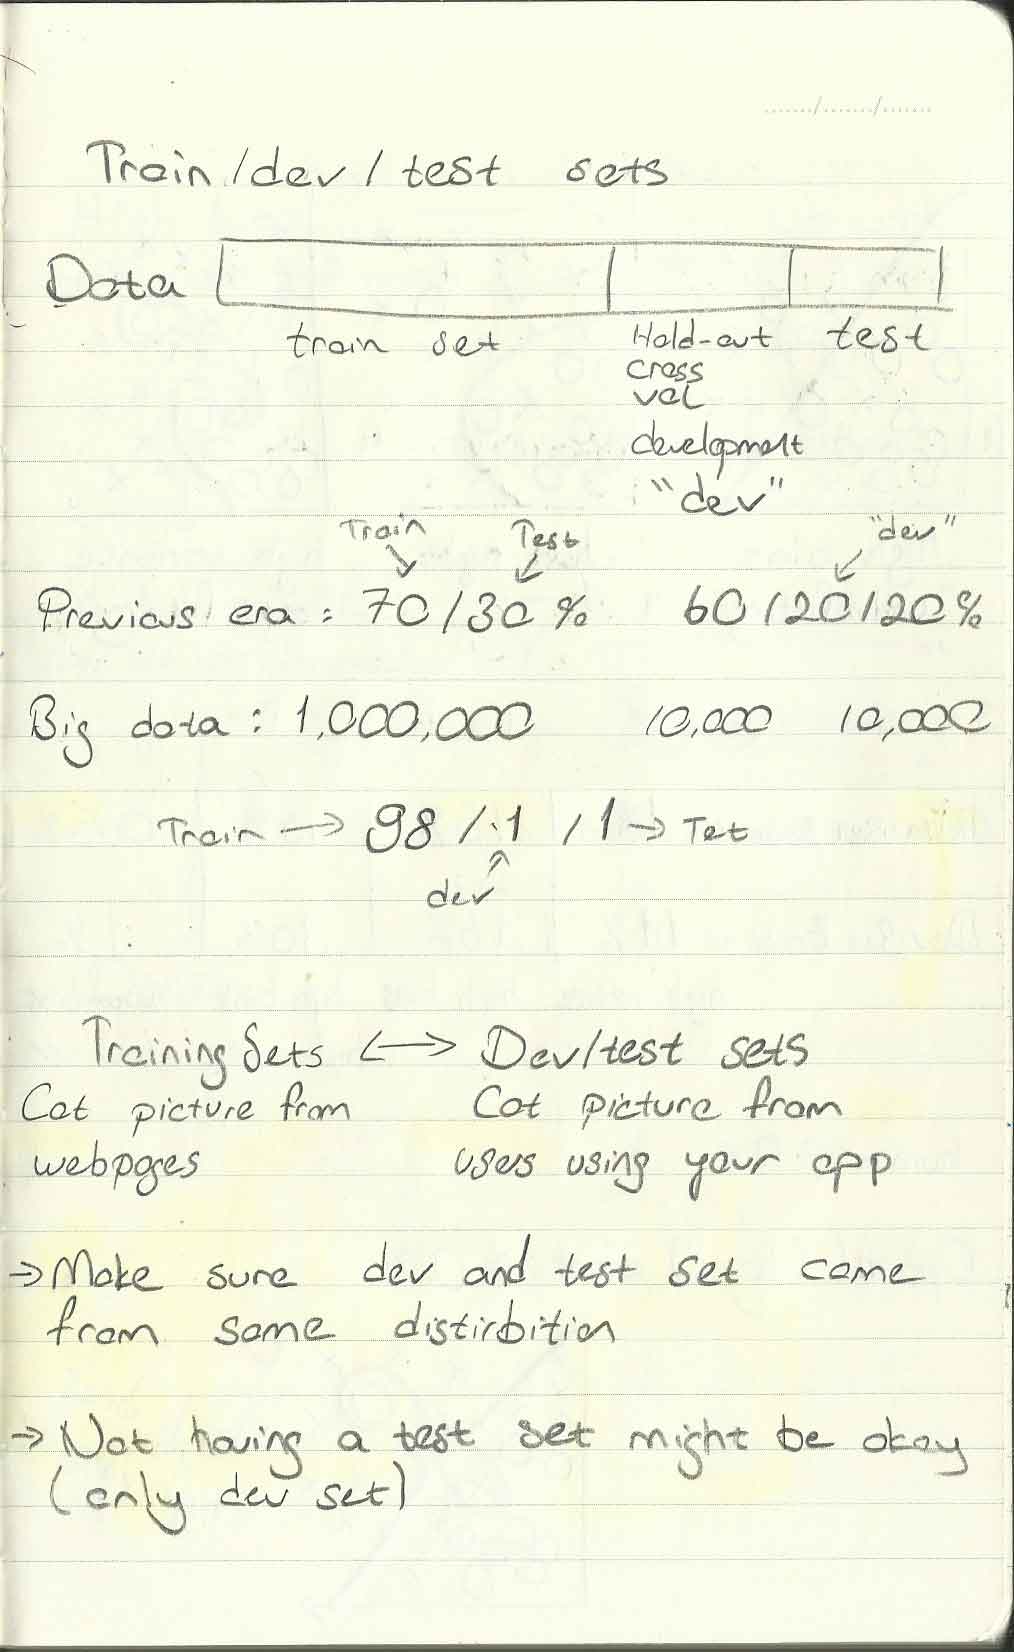 Train/dev/test sets
Data
train set
Hold-out
cross
val
development
"dev"
test
Train
Test
"dev"
Previous era : 70/30 % 60/20/20%
Big data : 1,000,000 10,000 10,000
Train → 98 / .1 / 1 → Tet
dev
Training Sets ↔ Dev/test sets
Cat picture from
webpages
Cat picture from
users using your app
→ Make sure dev and test set come
from same distirbition
→ Not having a test set might be okay
(only dev set)